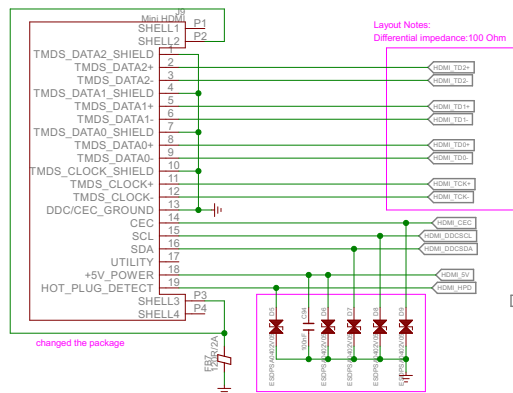 J9
Mini HDMI
SHELL1 P1
SHELL2 P2
TMDS_DATA2_SHIELD 1
TMDS_DATA2+ 2
TMDS_DATA2- 3
TMDS_DATA1_SHIELD 4
TMDS_DATA1+ 5
TMDS_DATA1- 6
TMDS_DATA0_SHIELD 7
TMDS_DATA0+ 8
TMDS_DATA0- 9
TMDS_CLOCK_SHIELD 10
TMDS_CLOCK+ 11
TMDS_CLOCK- 12
DDC/CEC_GROUND 13
CEC 14
SCL 15
SDA 16
UTILITY 17
+5V_POWER 18
HOT_PLUG_DETECT 19
SHELL3 P3
SHELL4 P4
changed the package
Layout Notes:
Differential impedance:100 Ohm
HDMI_TD2+
HDMI_TD2-
HDMI_TD1+
HDMI_TD1-
HDMI_TD0+
HDMI_TD0-
HDMI_TCK+
HDMI_TCK-
HDMI_CEC
HDMI_DDCSCL
HDMI_DDCSDA
HDMI_5V
HDMI_HPD
FB7
120R/2A
D5
C94
100nF
D6
D7
D8
D9